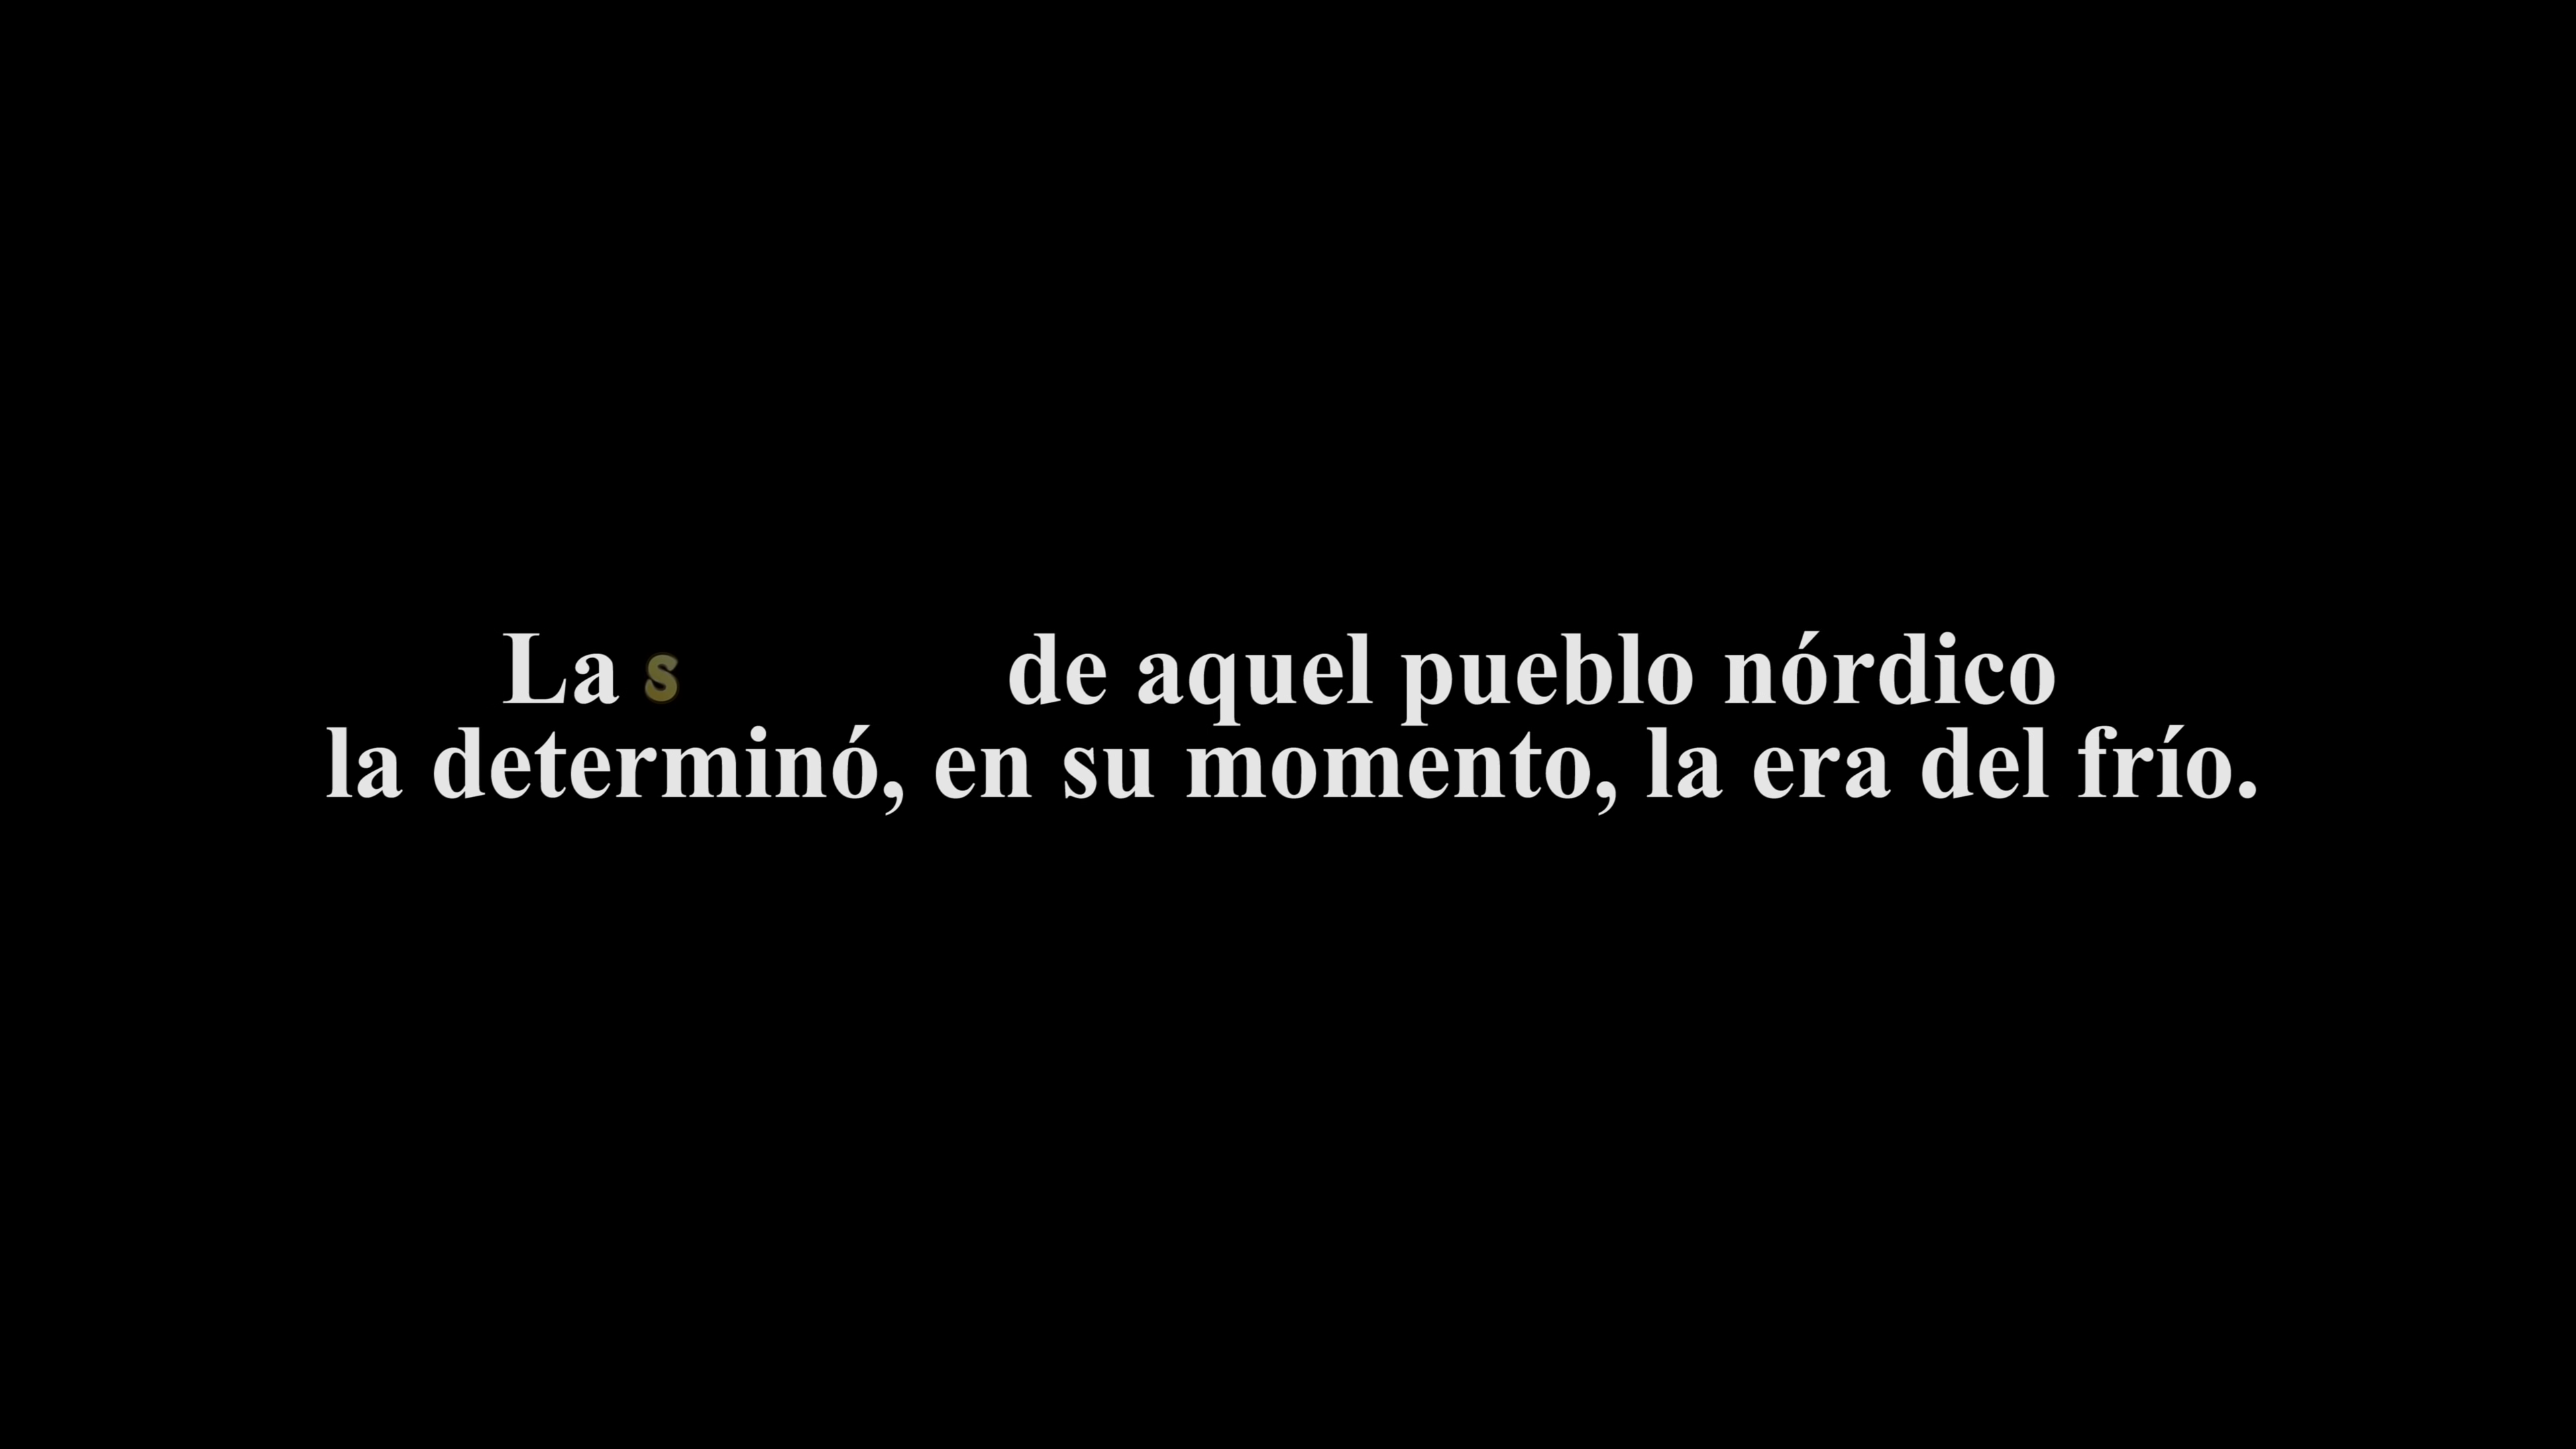 La s de aquel pueblo nórdico
la determinó, en su momento, la era del frío.